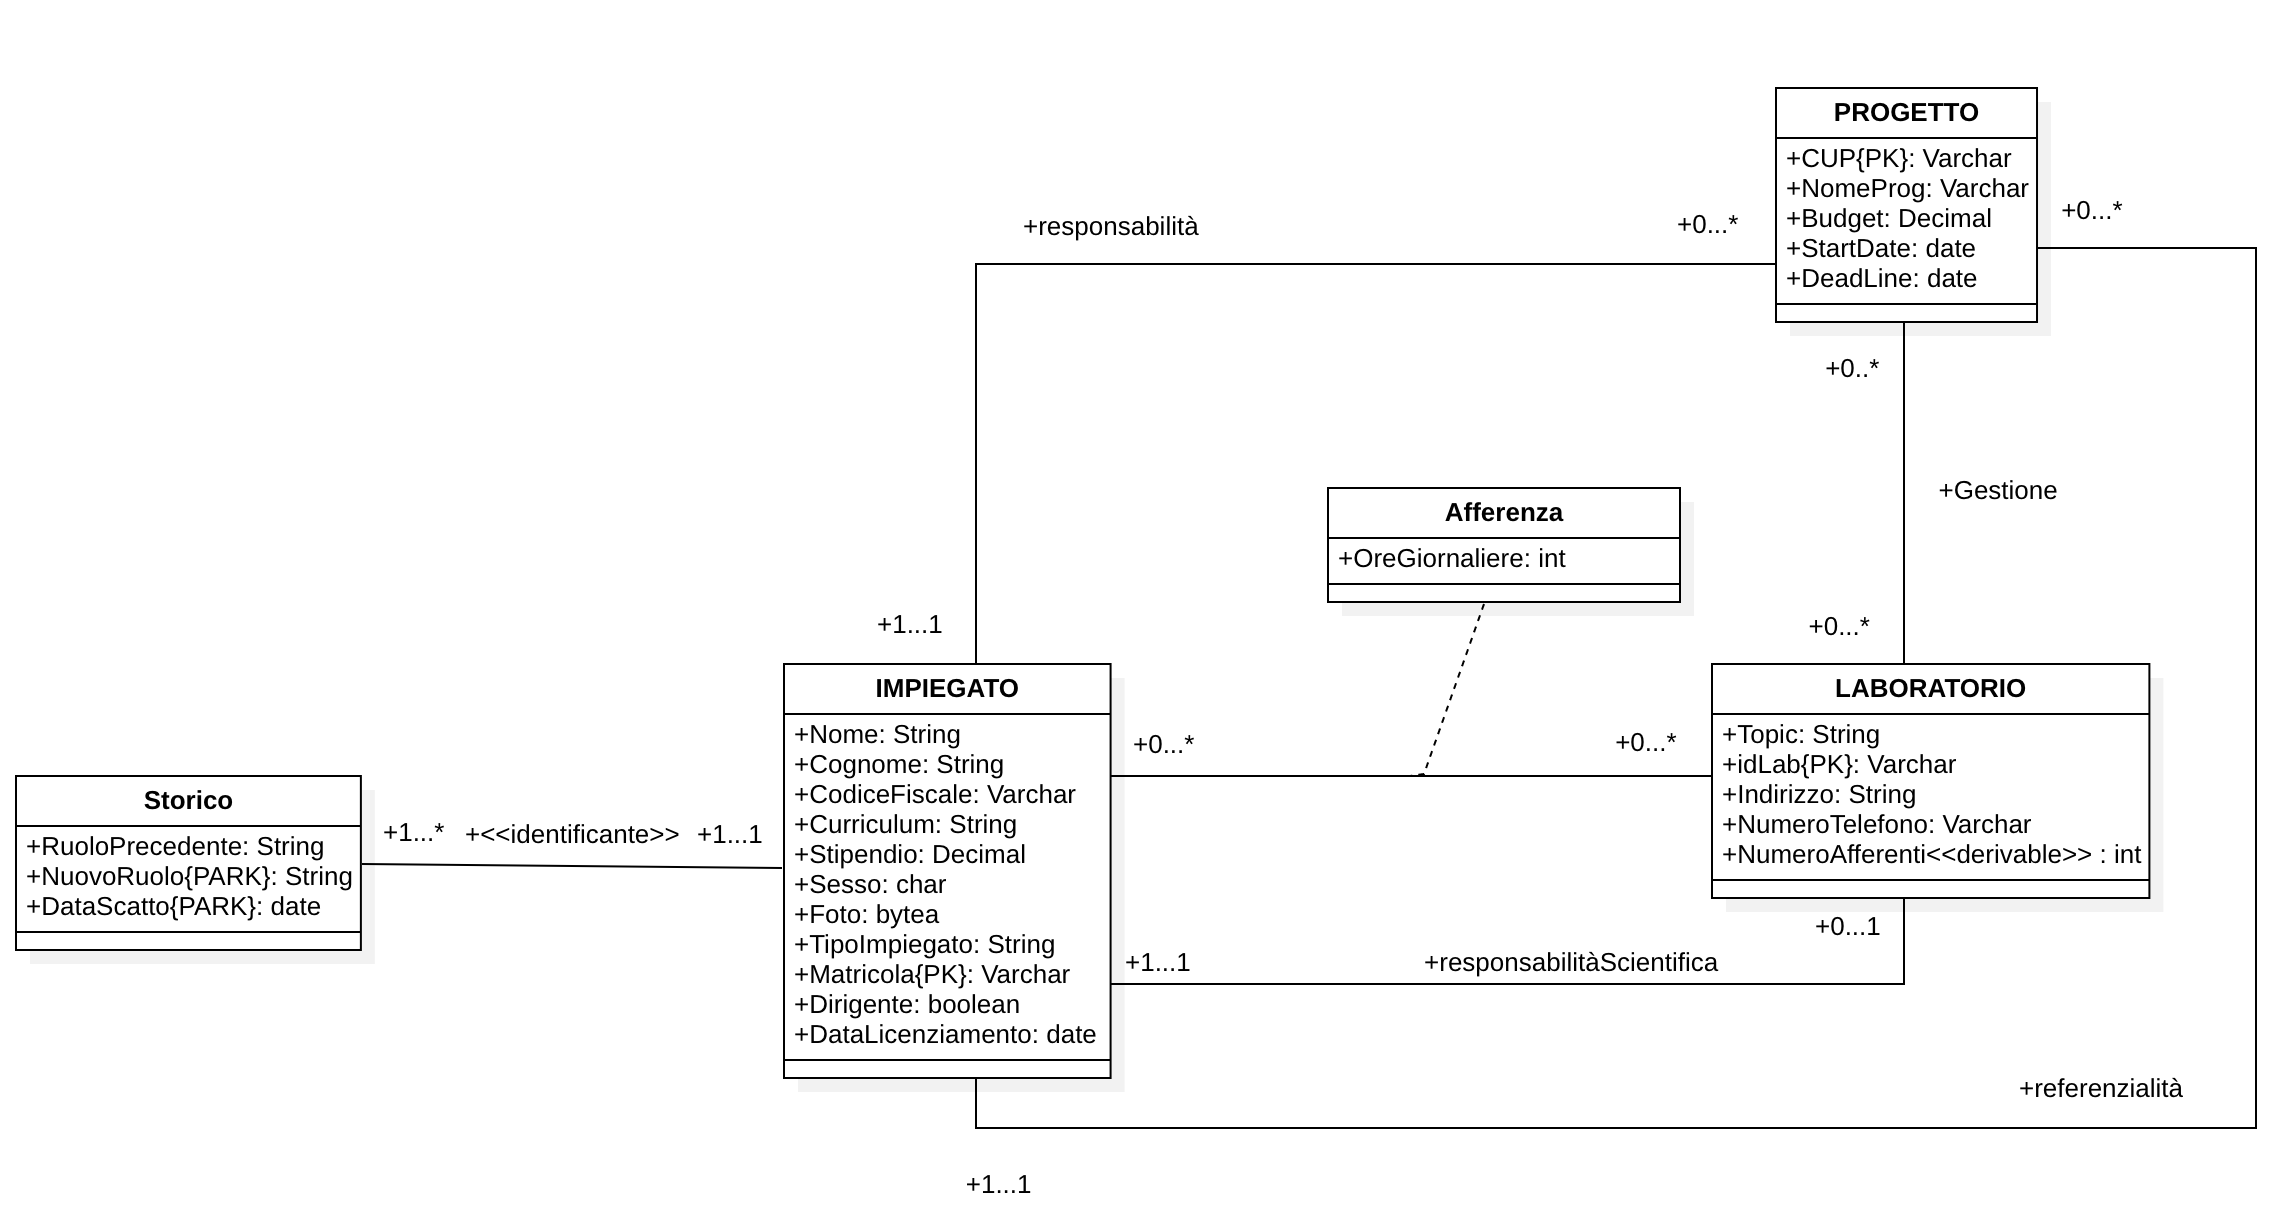 PROGETTO
+CUP{PK}: Varchar
+NomeProg: Varchar
+Budget: Decimal
+StartDate: date
+DeadLine: date
+0...*
+responsabilità
+0...*
+0..*
+Gestione
Afferenza
+OreGiornaliere: int
+1...1
+0...*
IMPIEGATO
+Nome: String
+Cognome: String
+CodiceFiscale: Varchar
+Curriculum: String
+Stipendio: Decimal
+Sesso: char
+Foto: bytea
+TipoImpiegato: String
+Matricola{PK}: Varchar
+Dirigente: boolean
+DataLicenziamento: date
LABORATORIO
+Topic: String
+idLab{PK}: Varchar
+Indirizzo: String
+NumeroTelefono: Varchar
+NumeroAfferenti<<derivable>> : int
+0...*
+0...*
Storico
+RuoloPrecedente: String
+NuovoRuolo{PARK}: String
+DataScatto{PARK}: date
+1...*
+<<identificante>>
+1...1
+0...1
+1...1
+responsabilitàScientifica
+referenzialità
+1...1